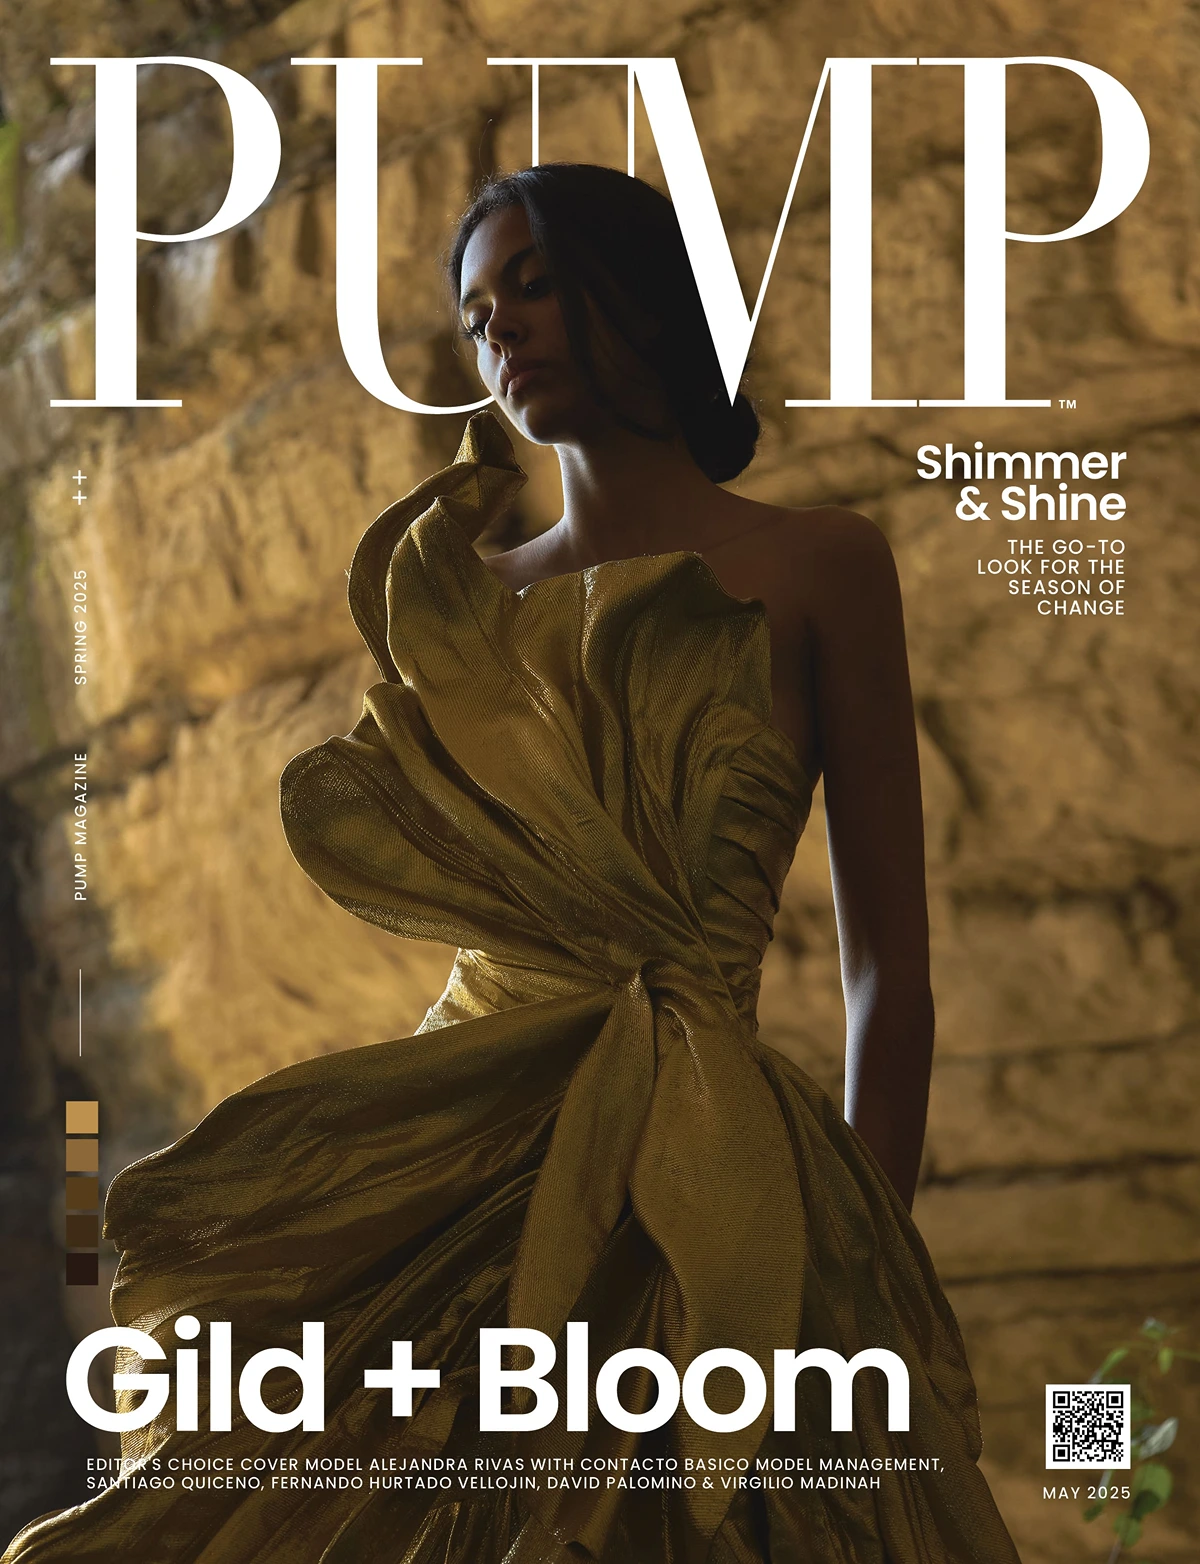 PUMP
™
Shimmer
& Shine
THE GO-TO
LOOK FOR THE
SEASON OF
CHANGE
++
SPRING 2025
PUMP MAGAZINE
Gild + Bloom
EDITOR'S CHOICE COVER MODEL ALEJANDRA RIVAS WITH CONTACTO BASICO MODEL MANAGEMENT,
SANTIAGO QUICENO, FERNANDO HURTADO VELLOJIN, DAVID PALOMINO & VIRGILIO MADINAH
MAY 2025